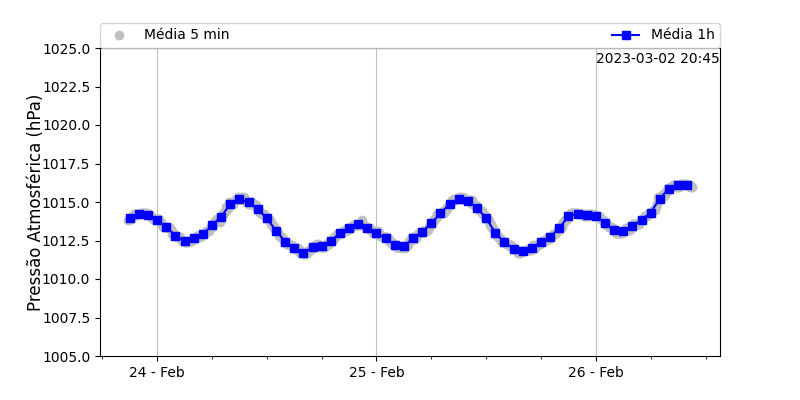 Média 5 min
Média 1h
2023-03-02 20:45
Pressão Atmosférica (hPa)
1025.0
1022.5
1020.0
1017.5
1015.0
1012.5
1010.0
1007.5
1005.0
24 - Feb
25 - Feb
26 - Feb